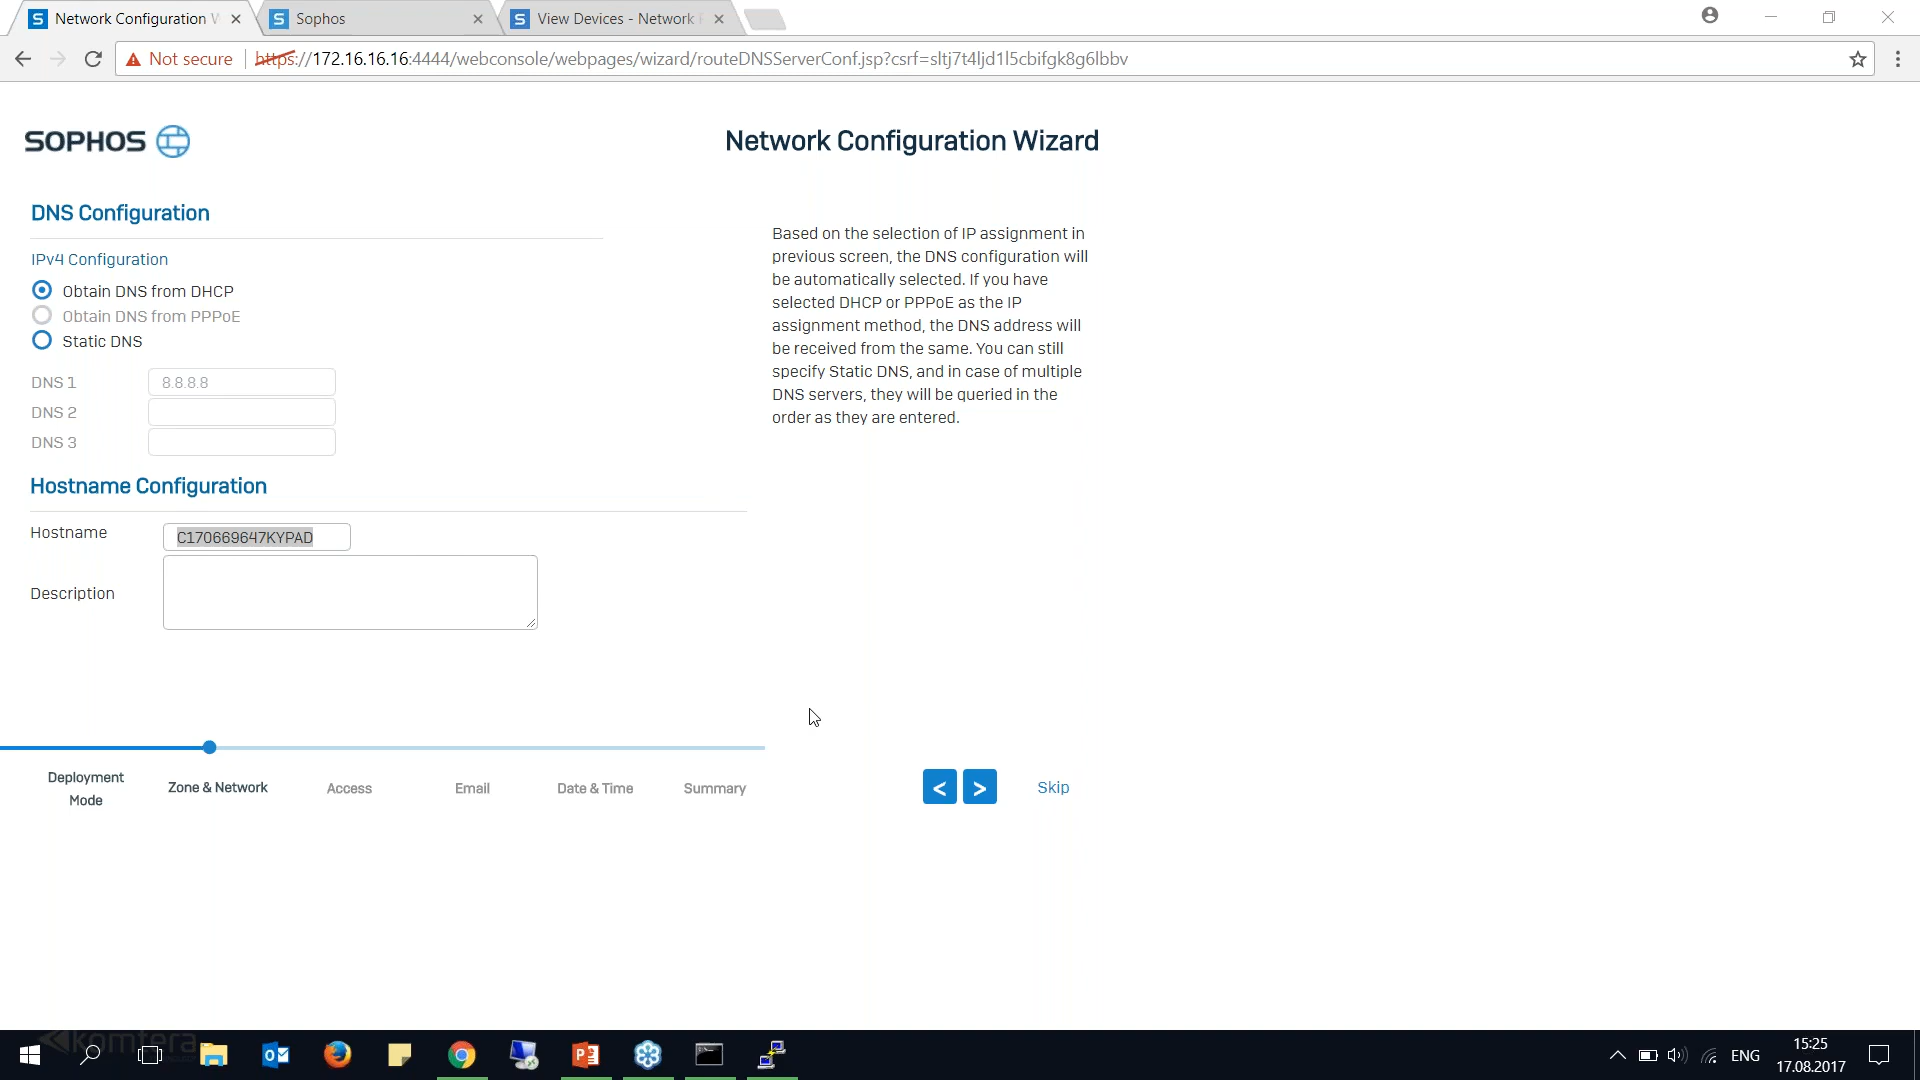 Network Configuration W
Sophos
View Devices - Network F
Not secure
https://172.16.16.16:4444/webconsole/webpages/wizard/routeDNSServerConf.jsp?csrf=sltj7t4ljd1l5cbifgk8g6lbbv
SOPHOS
Network Configuration Wizard
DNS Configuration
IPv4 Configuration
Obtain DNS from DHCP
Obtain DNS from PPPoE
Static DNS
DNS 1
8.8.8.8
DNS 2
DNS 3
Based on the selection of IP assignment in
previous screen, the DNS configuration will
be automatically selected. If you have
selected DHCP or PPPoE as the IP
assignment method, the DNS address will
be received from the same. You can still
specify Static DNS, and in case of multiple
DNS servers, they will be queried in the
order as they are entered.
Hostname Configuration
Hostname
C170669647KYPAD
Description
Deployment
Mode
Zone & Network
Access
Email
Date & Time
Summary
<
>
Skip
komtera
ENG
15:25
17.08.2017